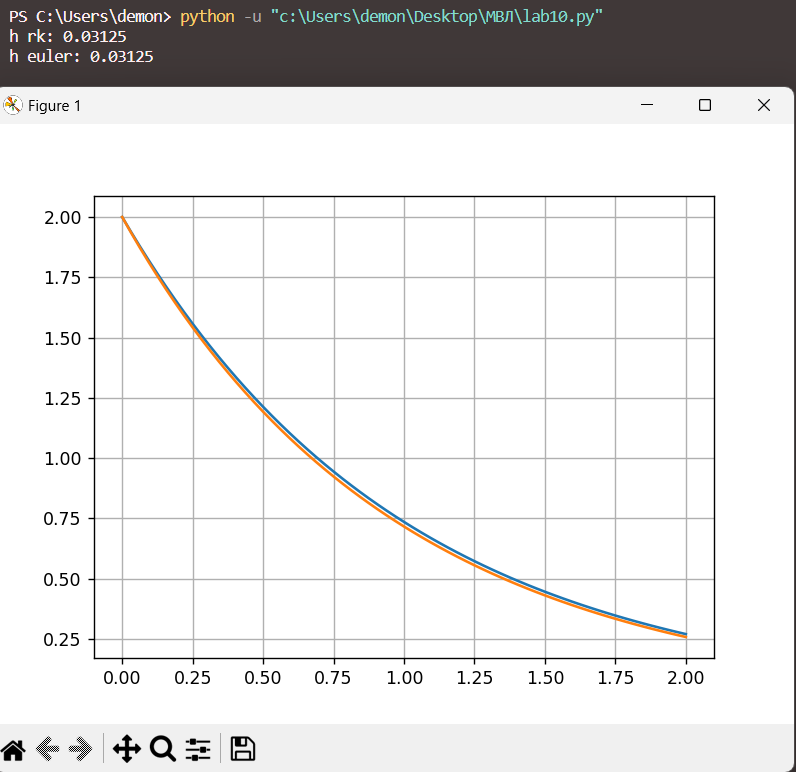 PS C:\Users\demon> python -u "c:\Users\demon\Desktop\МВЛ\lab10.py"
h rk: 0.03125
h euler: 0.03125
Figure 1
2.00
1.75
1.50
1.25
1.00
0.75
0.50
0.25
0.00 0.25 0.50 0.75 1.00 1.25 1.50 1.75 2.00